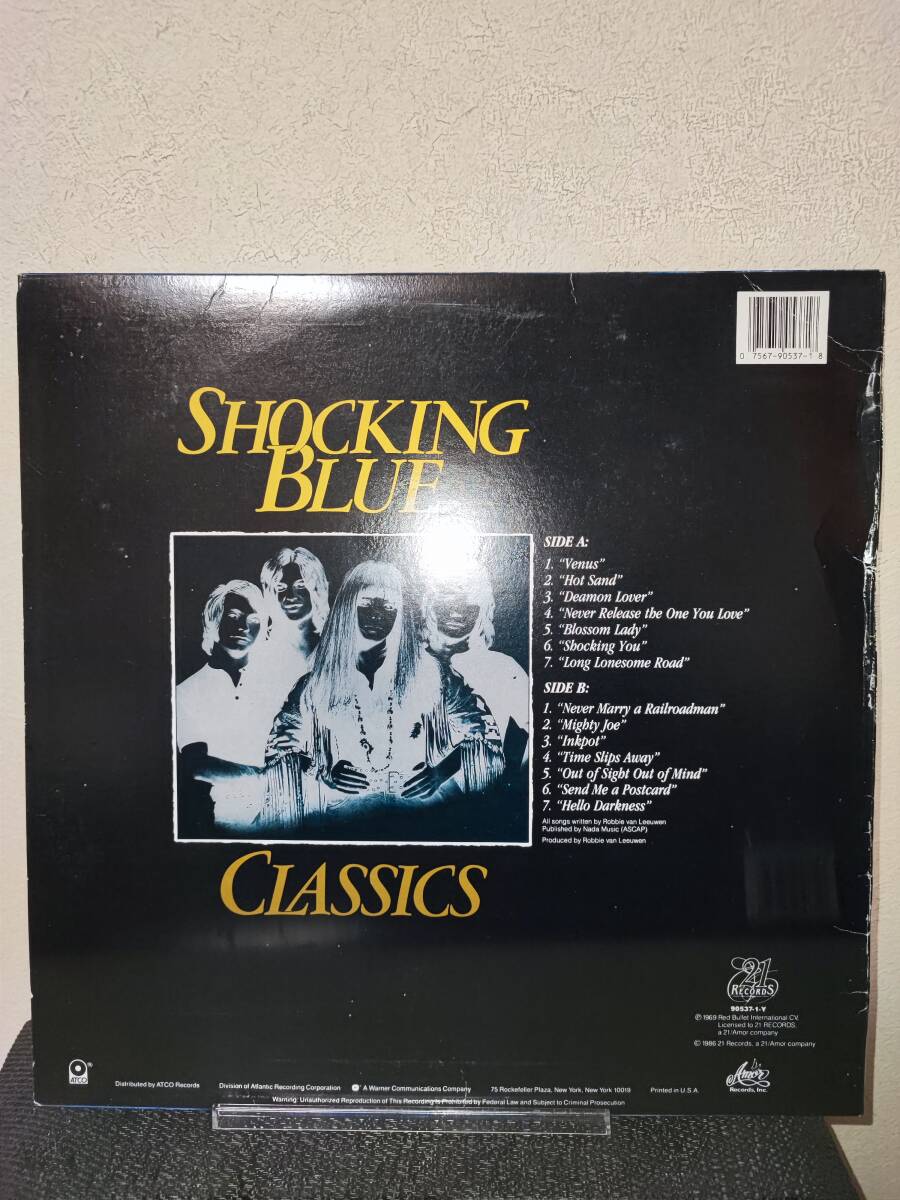 0 7567-90537-1 8
SHOCKING
BLUE
SIDE A:
1. "Venus"
2. "Hot Sand"
3. "Deamon Lover"
4. "Never Release the One You Love"
5. "Blossom Lady"
6. "Shocking You"
7. "Long Lonesome Road"
SIDE B:
1. "Never Marry a Railroadman"
2. "Mighty Joe"
3. "Inkpot"
4. "Time Slips Away"
5. "Out of Sight Out of Mind"
6. "Send Me a Postcard"
7. "Hello Darkness"
All songs written by Robbie van Leeuwen
Published by Nada Music (ASCAP)
Produced by Robbie van Leeuwen
CLASSICS
21
RECORDS
90537-1-Y
℗ 1969 Red Bullet International CV.
Licensed to 21 RECORDS,
a 21/Amor company
© 1986 21 Records, a 21/Amor company
ATCO ®
Distributed by ATCO Records Division of Atlantic Recording Corporation A Warner Communications Company 75 Rockefeller Plaza, New York, New York 10019 Printed in U.S.A.
Amor
Records, Inc.
Warning: Unauthorized Reproduction of This Recording Is Prohibited by Federal Law and Subject to Criminal Prosecution